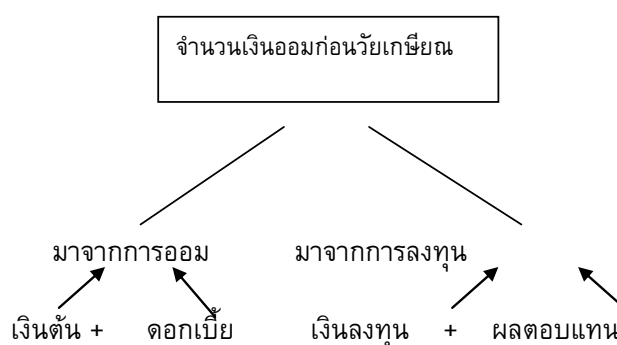 จำนวนเงินออมก่อนวัยเกษียณ
มาจากการออม มาจากการลงทุน
เงินต้น + ดอกเบี้ย เงินลงทุน + ผลตอบแทน